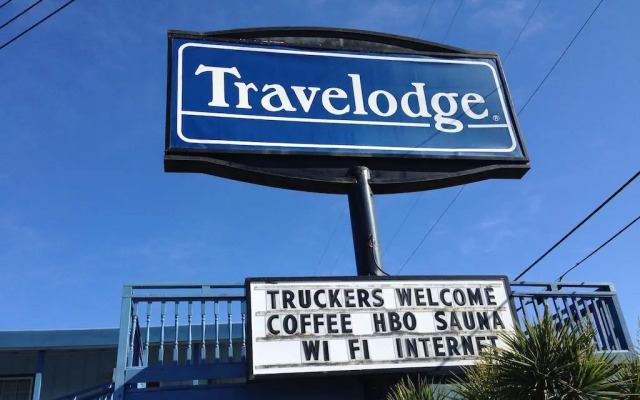 Travelodge®
TRUCKERS WELCOME
COFFEE HBO SAUNA
WI FI INTERNET